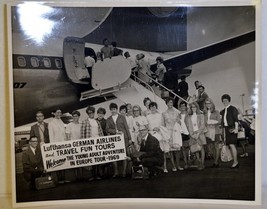 Lufthansa GERMAN AIRLINES
and TRAVEL FUN TOURS
Welcome THE YOUNG ADULT ADVENTURE
IN EUROPE TOUR - 1969